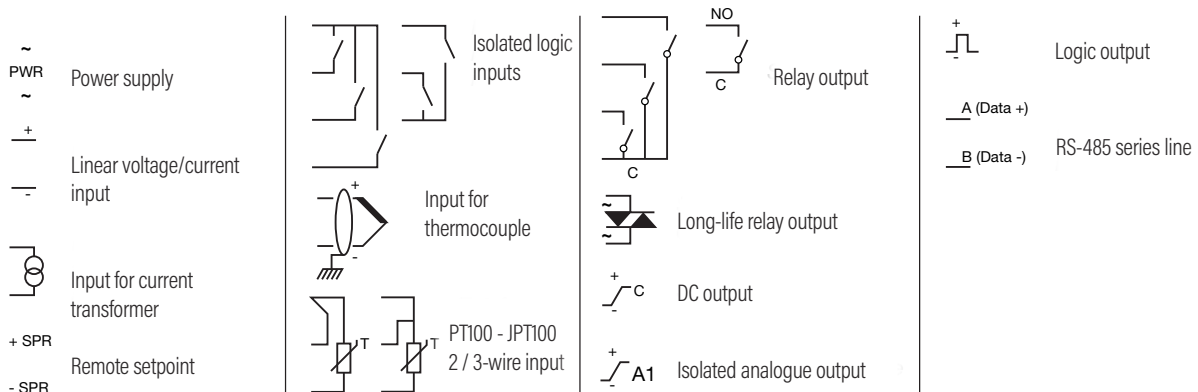 ~
PWR
~
Power supply
+
-
Linear voltage/current
input
Input for current
transformer
+ SPR
- SPR
Remote setpoint
Isolated logic
inputs
+
-
Input for
thermocouple
T
T
PT100 - JPT100
2 / 3-wire input
C
NO
C
Relay output
~
~
Long-life relay output
+
-
C
DC output
+
-
A1
Isolated analogue output
+
-
Logic output
A (Data +)
B (Data -)
RS-485 series line